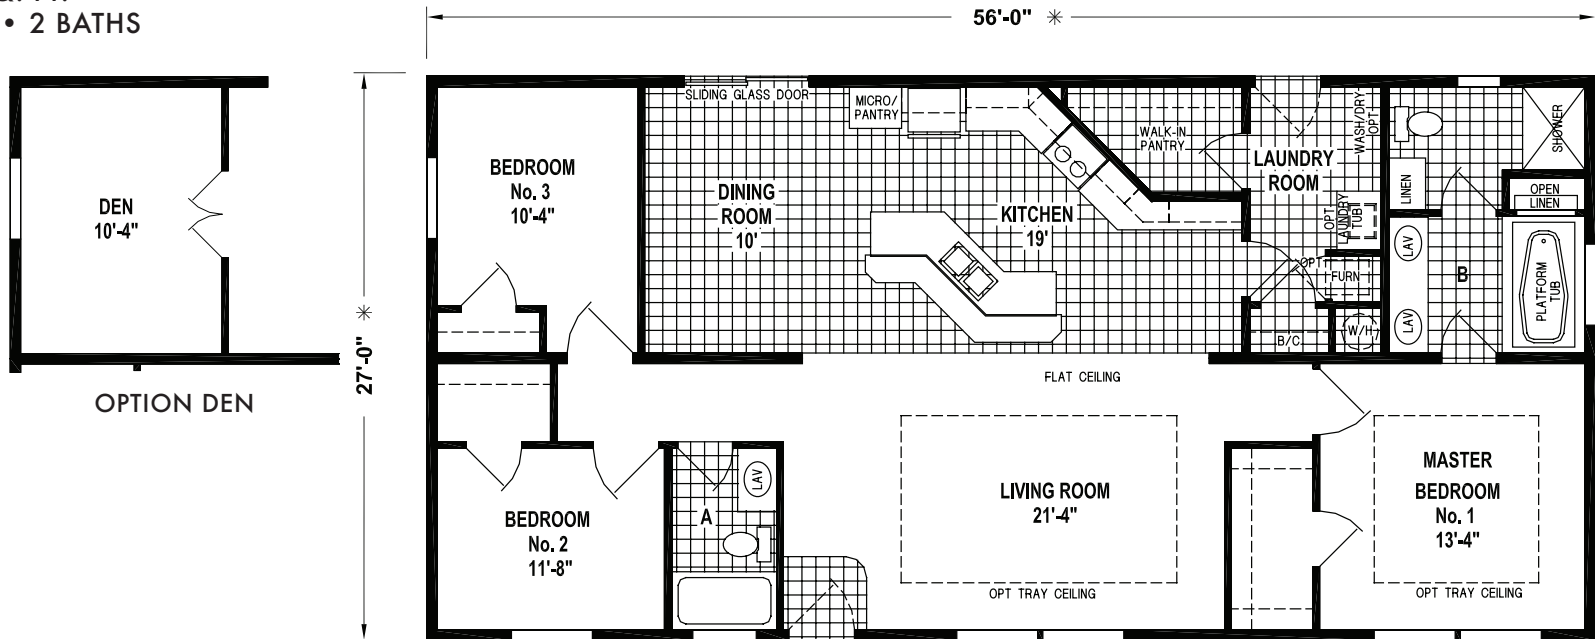 • 2 BATHS
56'-0" ✳
27'-0" ✳
DEN
10'-4"
OPTION DEN
BEDROOM
No. 3
10'-4"
SLIDING GLASS DOOR
DINING
ROOM
10'
MICRO/
PANTRY
KITCHEN
19'
WALK-IN
PANTRY
LAUNDRY
ROOM
WASH/DRY
OPT
OPT
LAUNDRY
TUB
OPT
FURN
B/C
W/H
LINEN
SHOWER
OPEN
LINEN
LAV
LAV
B
PLATFORM
TUB
FLAT CEILING
BEDROOM
No. 2
11'-8"
A
LAV
LIVING ROOM
21'-4"
OPT TRAY CEILING
MASTER
BEDROOM
No. 1
13'-4"
OPT TRAY CEILING